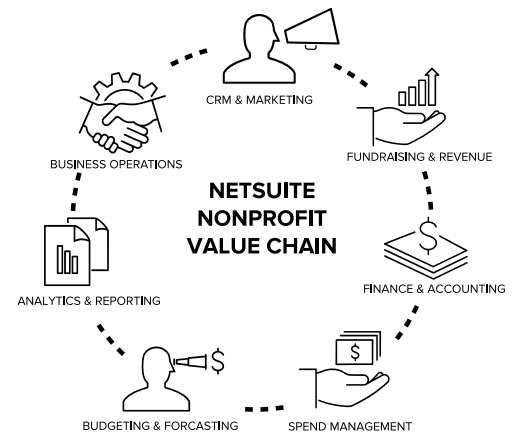 CRM & MARKETING
FUNDRAISING & REVENUE
BUSINESS OPERATIONS
NETSUITE
NONPROFIT
VALUE CHAIN
$
FINANCE & ACCOUNTING
ANALYTICS & REPORTING
$
$
BUDGETING & FORCASTING
SPEND MANAGEMENT